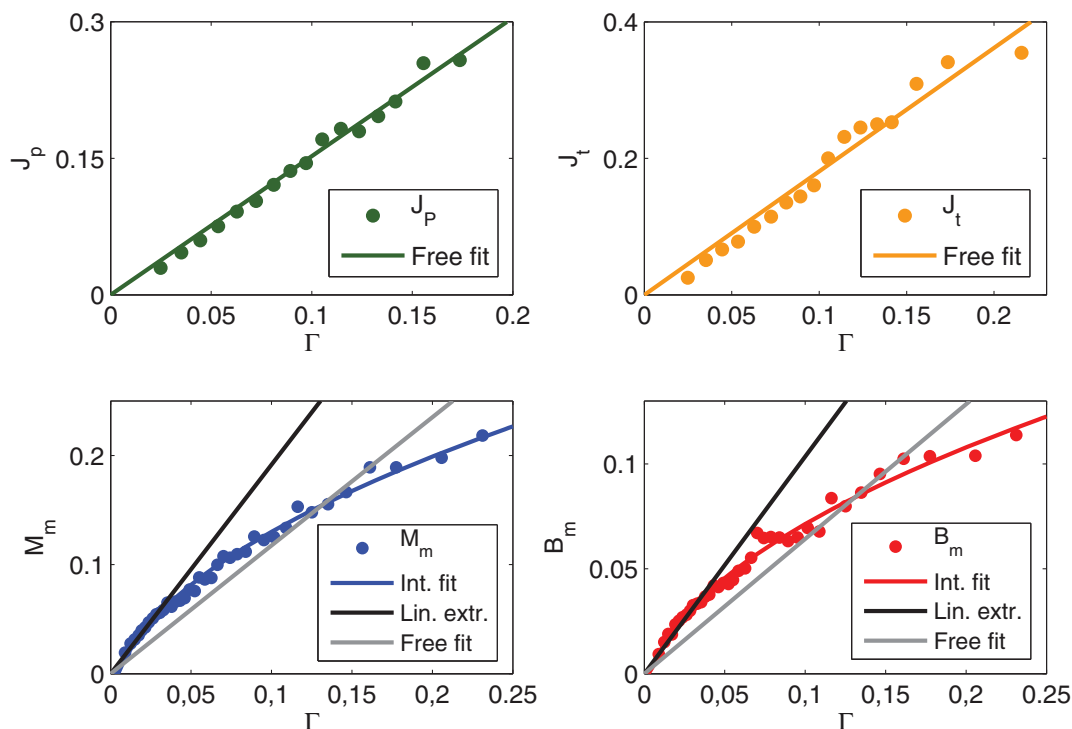 0.3
0.15
0
J_p
0
0.05
0.1
0.15
0.2
Γ
J_P
Free fit
0.4
0.2
0
J_t
0
0.05
0.1
0.15
0.2
Γ
J_t
Free fit
0.2
0.1
0
M_m
0
0,05
0,1
0,15
0,2
0.25
Γ
M_m
Int. fit
Lin. extr.
Free fit
0.1
0.05
0
B_m
0
0,05
0,1
0,15
0,2
0.25
Γ
B_m
Int. fit
Lin. extr.
Free fit